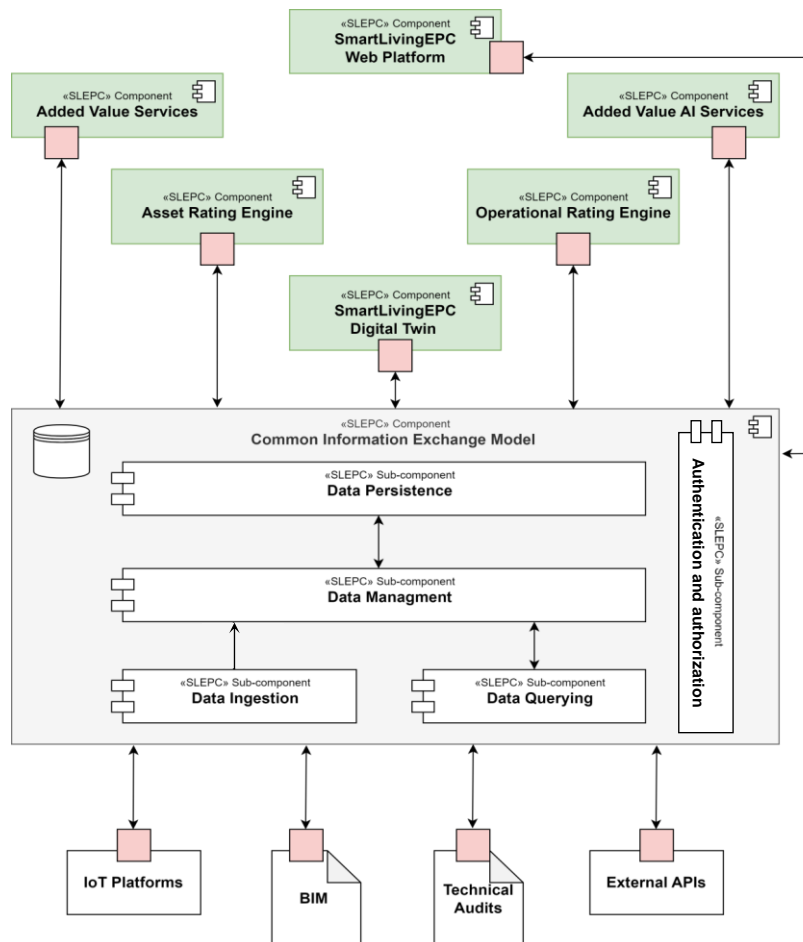 «SLEPC» Component
SmartLivingEPC
Web Platform
«SLEPC» Component
Added Value Services
«SLEPC» Component
Added Value AI Services
«SLEPC» Component
Asset Rating Engine
«SLEPC» Component
Operational Rating Engine
«SLEPC» Component
SmartLivingEPC
Digital Twin
«SLEPC» Component
Common Information Exchange Model
«SLEPC» Sub-component
Data Persistence
«SLEPC» Sub-component
Data Managment
«SLEPC» Sub-component
Data Ingestion
«SLEPC» Sub-component
Data Querying
«SLEPC» Sub-component
Authentication and authorization
IoT Platforms
BIM
Technical
Audits
External APIs